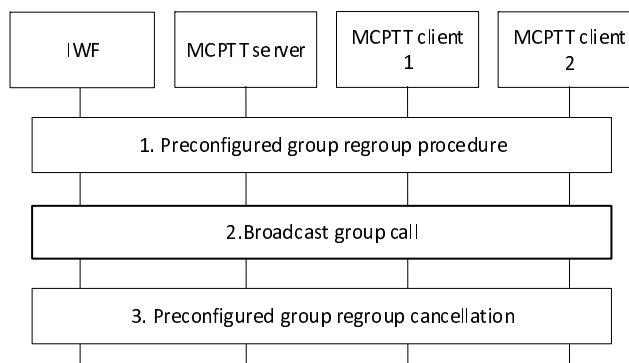 IWF
MCPTT server
MCPTT client
1
MCPTT client
2
1. Preconfigured group regroup procedure
2.Broadcast group call
3. Preconfigured group regroup cancellation